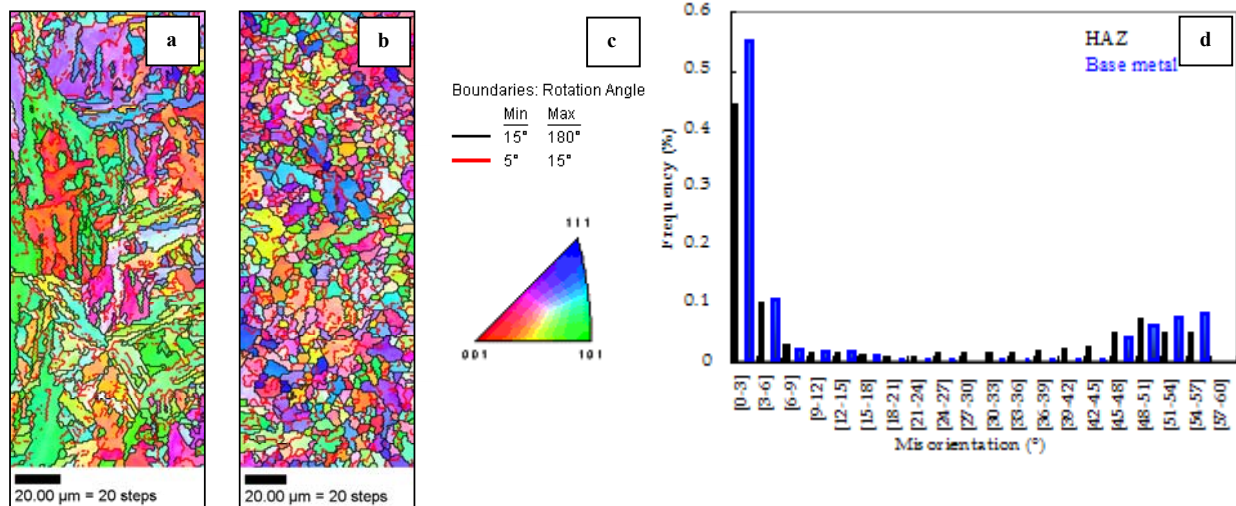 a
20.00 µm = 20 steps
b
20.00 µm = 20 steps
c
Boundaries: Rotation Angle
Min Max
15° 180°
5° 15°
111
001 101
d
HAZ
Base metal
Frequency (%)
0.6
0.5
0.4
0.3
0.2
0.1
0
[0-3]
[3-6]
[6-9]
[9-12]
[12-15]
[15-18]
[18-21]
[21-24]
[24-27]
[27-30]
[30-33]
[33-36]
[36-39]
[39-42]
[42-45]
[45-48]
[48-51]
[51-54]
[54-57]
[57-60]
Misorientation (°)